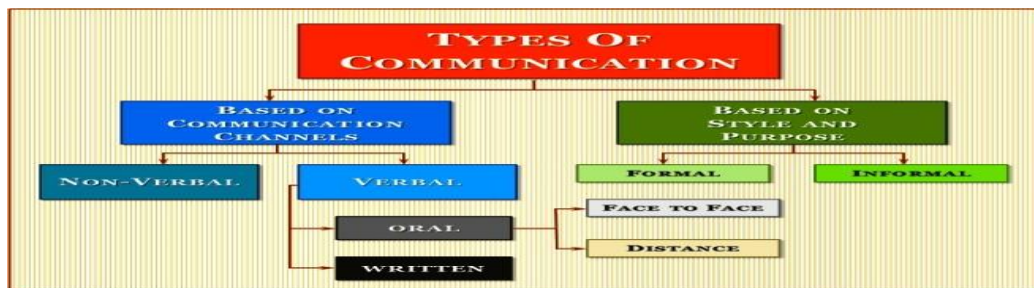 TYPES OF
COMMUNICATION
BASED ON
COMMUNICATION
CHANNELS
BASED ON
STYLE AND
PURPOSE
NON-VERBAL
VERBAL
FORMAL
INFORMAL
ORAL
FACE TO FACE
DISTANCE
WRITTEN